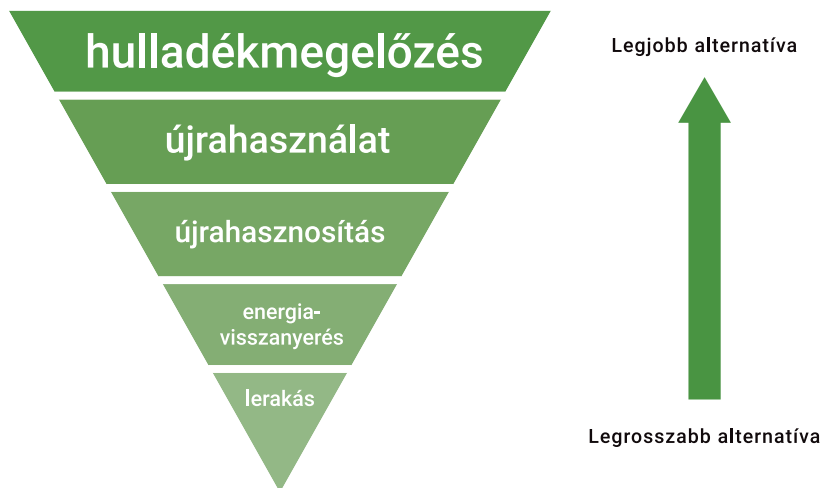 hulladékmegelőzés
újrahasználat
újrahasznosítás
energia-
visszanyerés
lerakás
Legjobb alternatíva
Legrosszabb alternatíva